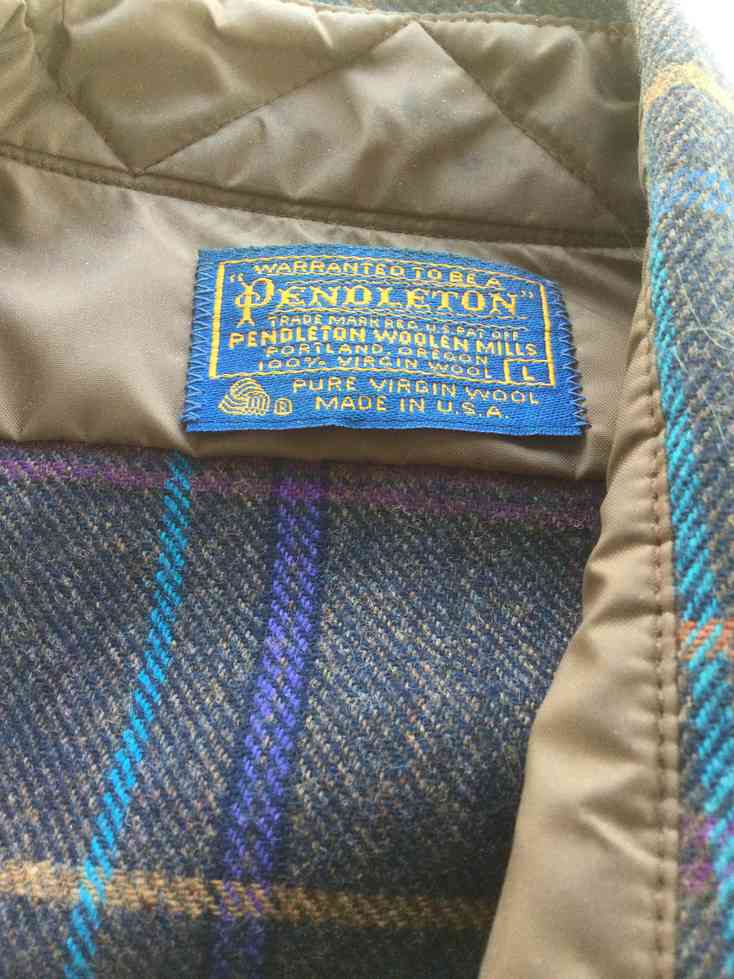 WARRANTED TO BE A
"PENDLETON"
TRADE MARK REG. U.S. PAT. OFF.
PENDLETON WOOLEN MILLS
PORTLAND, OREGON
100% VIRGIN WOOL L
PURE VIRGIN WOOL
® MADE IN U.S.A.